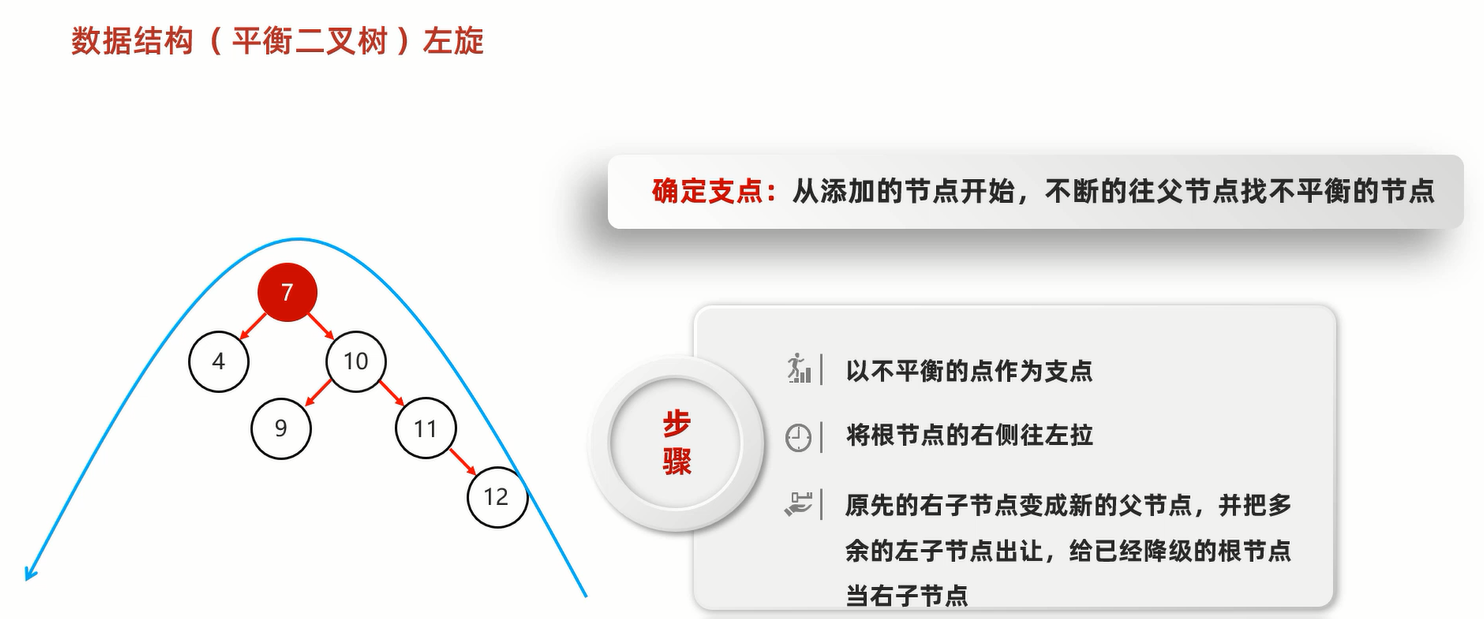 数据结构（平衡二叉树）左旋
确定支点：从添加的节点开始，不断的往父节点找不平衡的节点
7
4
10
9
11
12
步
骤
以不平衡的点作为支点
将根节点的右侧往左拉
原先的右子节点变成新的父节点，并把多
余的左子节点出让，给已经降级的根节点
当右子节点